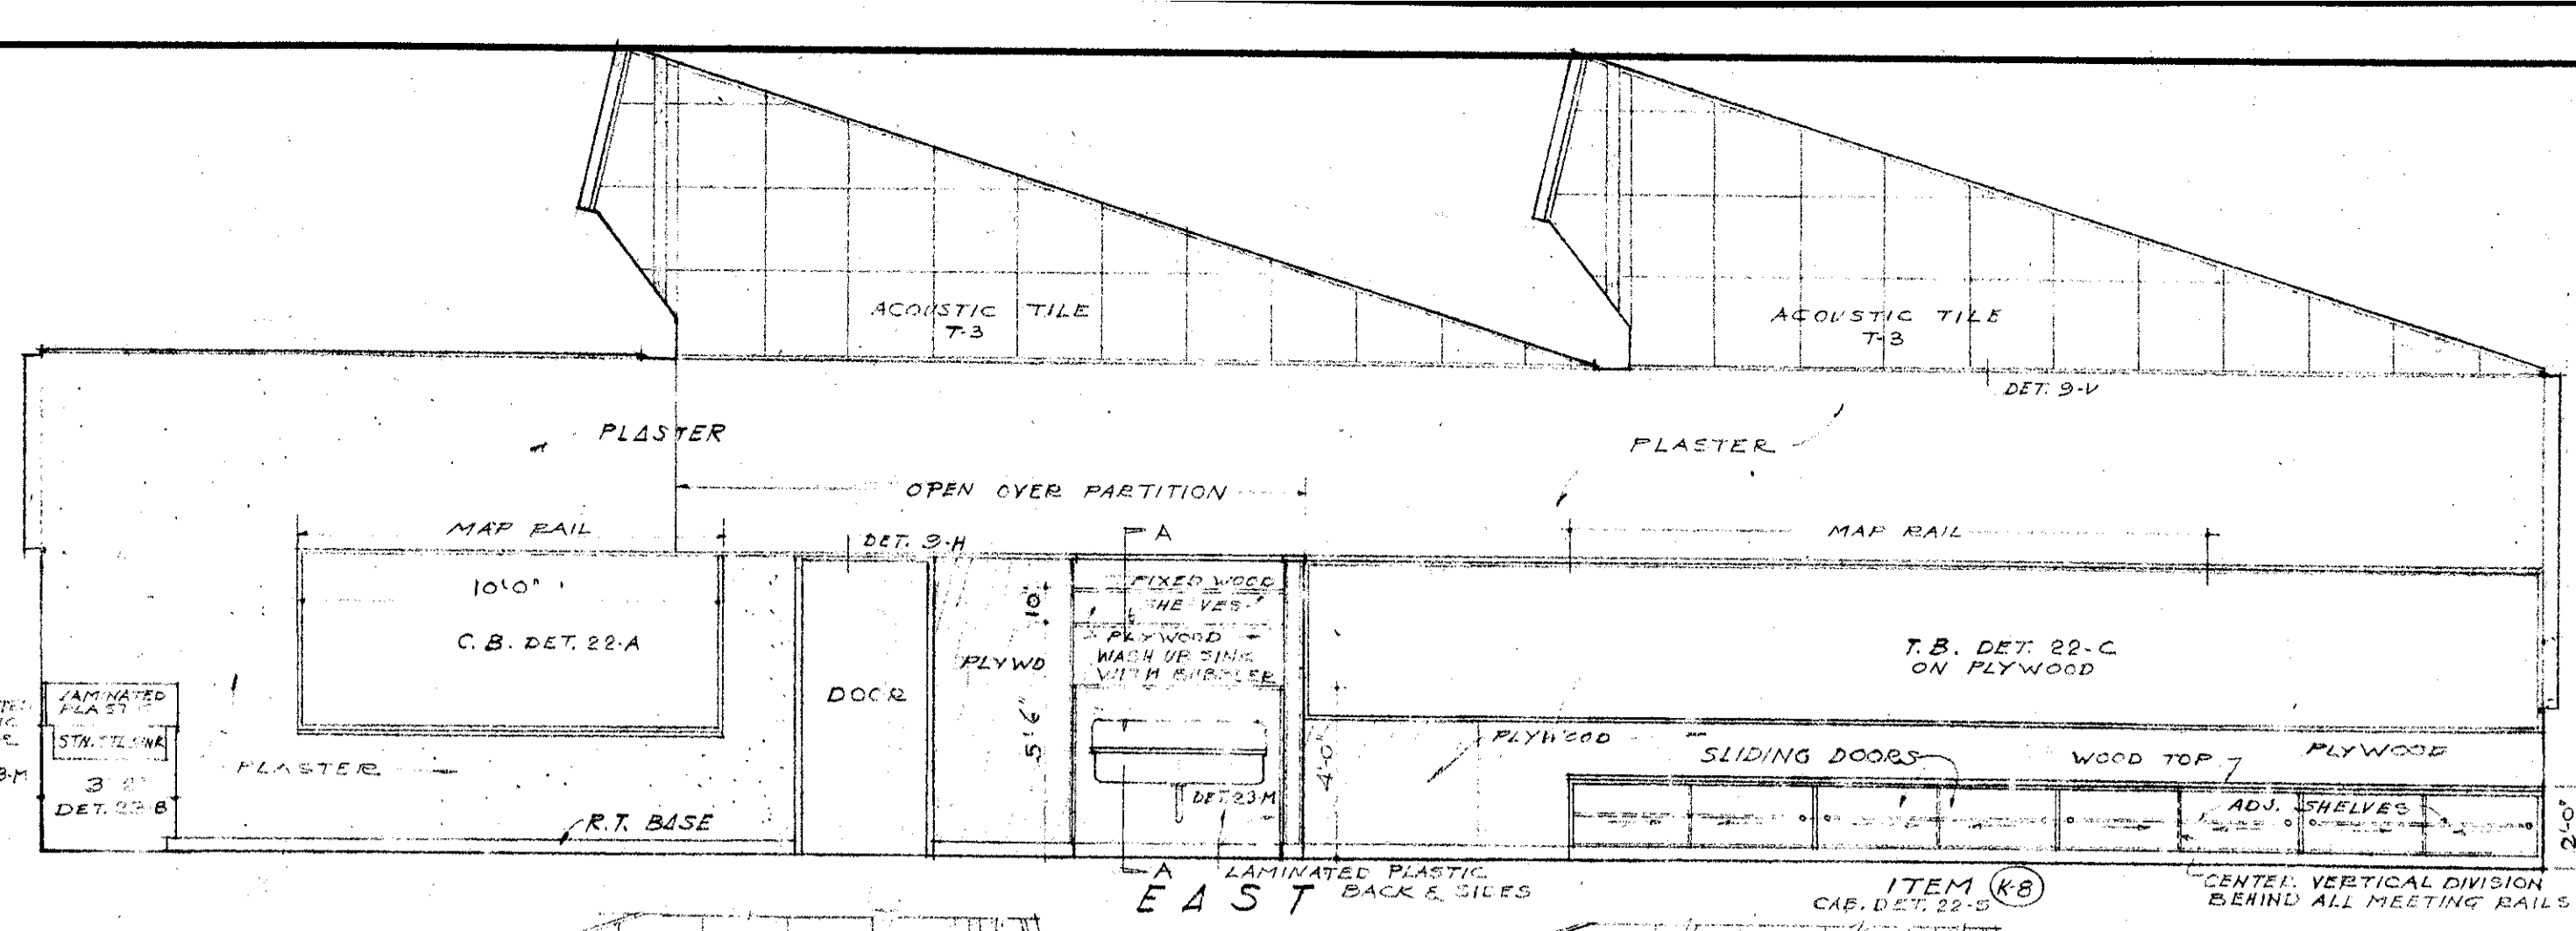 ACOUSTIC TILE
T-3
ACOUSTIC TILE
T-3
DET. 9-V
PLASTER
PLASTER
OPEN OVER PARTITION
MAP RAIL
DET. 9-H
A
MAP RAIL
10'0"
C.B. DET. 22-A
10"
FIXED WOOD
SHELVES
PLYWOOD
WASH UP SINK
WITH BUBBLER
PLYWD
DOOR
5'6"
T.B. DET. 22-C
ON PLYWOOD
LAMINATED
PLASTIC
STN. STL. SINK
DET. 23-B
PLASTER
R.T. BASE
DET. 23-M
4'-0"
PLYWOOD
SLIDING DOORS
WOOD TOP
PLYWOOD
ADJ. SHELVES
2'-0"
A
LAMINATED PLASTIC
BACK & SIDES
EAST
ITEM K-8
CAB. DET. 22-S
CENTER VERTICAL DIVISION
BEHIND ALL MEETING RAILS